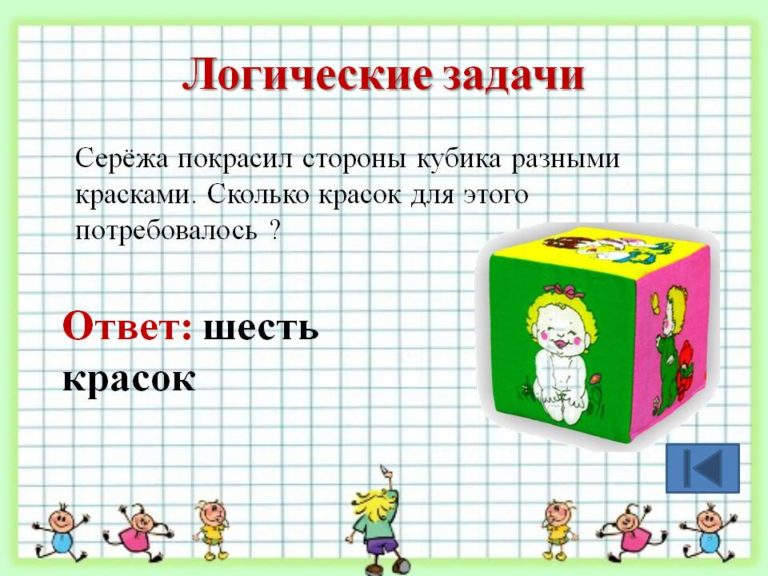 Логические задачи
Серёжа покрасил стороны кубика разными
красками. Сколько красок для этого
потребовалось ?
Ответ: шесть
красок